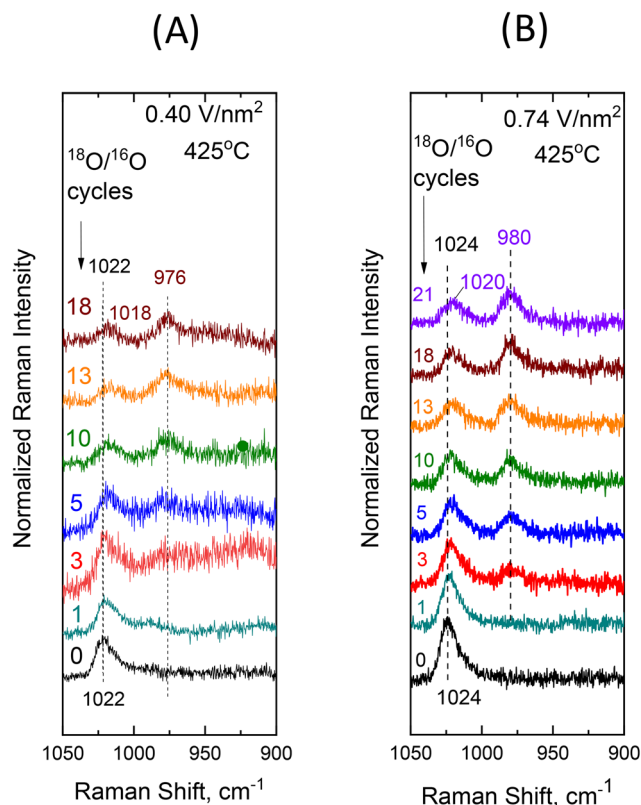 (A)
0.40 V/nm²
425°C
¹⁸O/¹⁶O
cycles
1022
976
18
1018
13
10
5
3
1
0
1022
Normalized Raman Intensity
1050 1000 950 900
Raman Shift, cm⁻¹
(B)
0.74 V/nm²
425°C
¹⁸O/¹⁶O
cycles
1024
980
21
1020
18
13
10
5
3
1
0
1024
Normalized Raman Intensity
1050 1000 950 900
Raman Shift, cm⁻¹